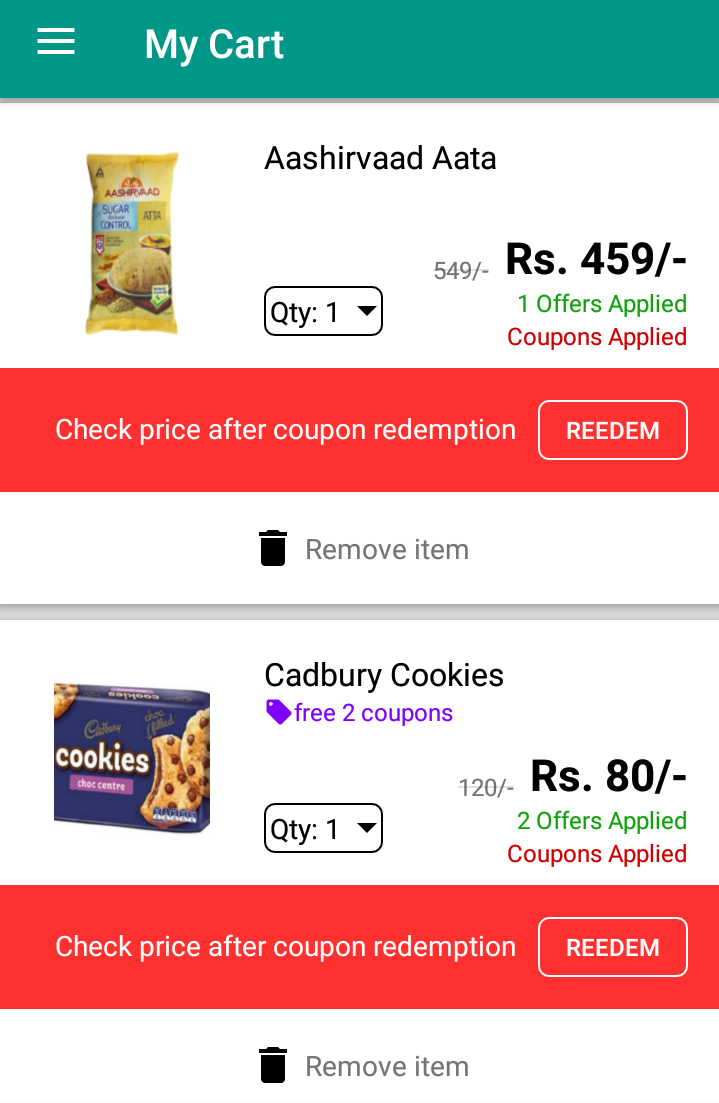 My Cart
Aashirvaad Aata
AASHIRVAAD
SUGAR
Release
CONTROL
ATTA
549/- Rs. 459/-
1 Offers Applied
Qty: 1
Coupons Applied
Check price after coupon redemption REEDEM
Remove item
Cadbury Cookies
free 2 coupons
cookies
Cadbury
choc
filled
cookies
choc centre
120/- Rs. 80/-
2 Offers Applied
Qty: 1
Coupons Applied
Check price after coupon redemption REEDEM
Remove item